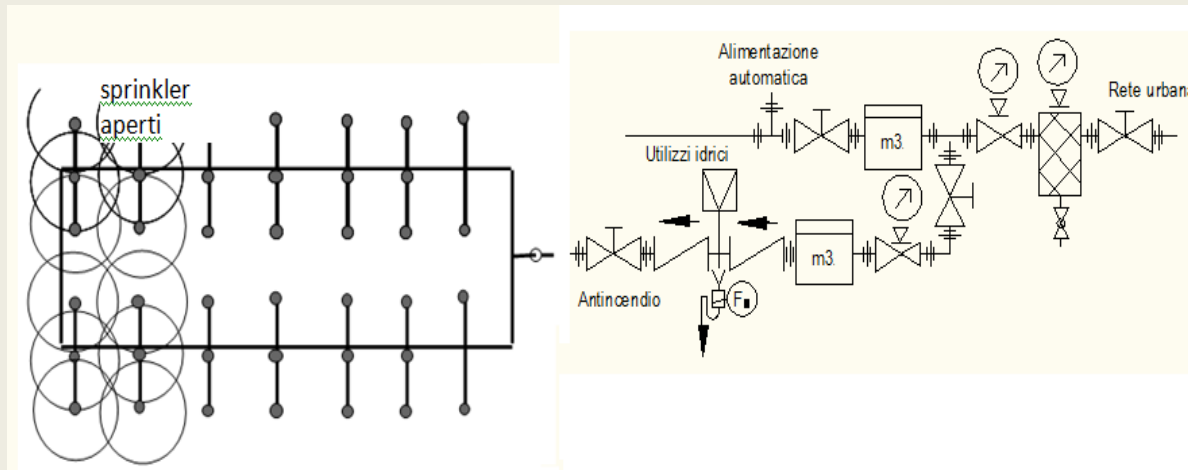 sprinkler
aperti
Alimentazione
automatica
Rete urbana
m3.
Utilizzi idrici
m3.
Antincendio
F